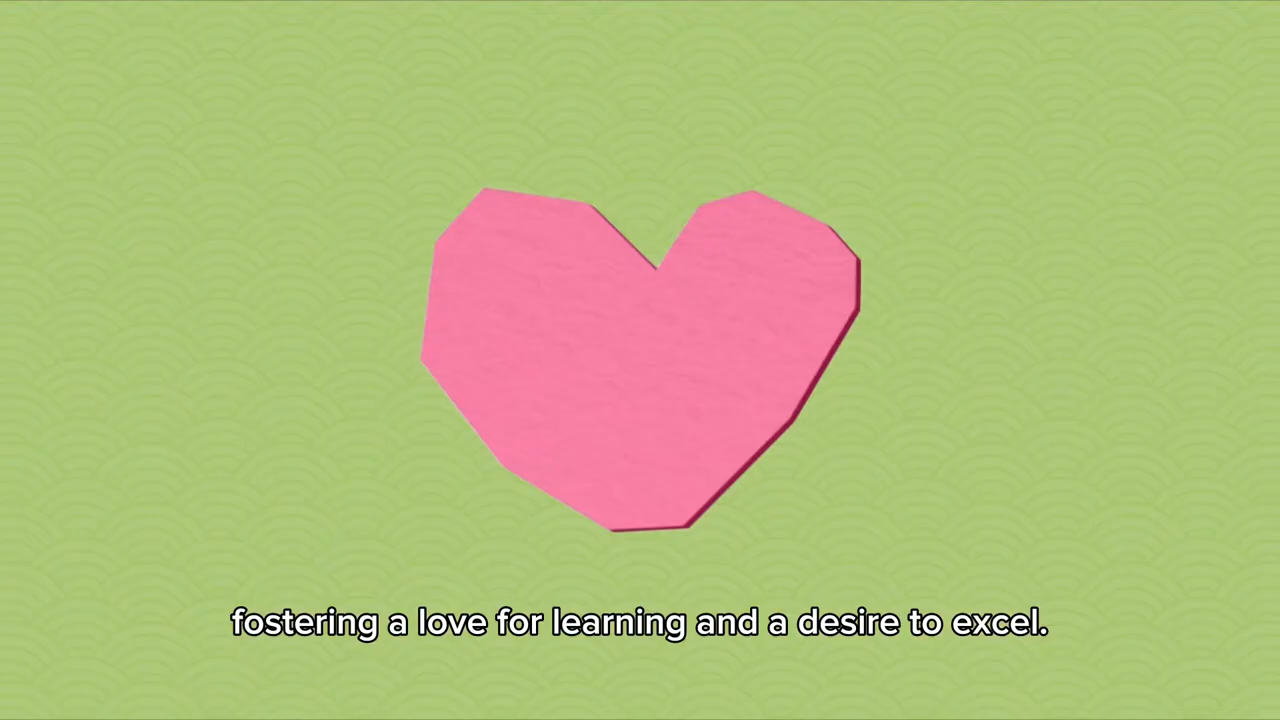 fostering a love for learning and a desire to excel.